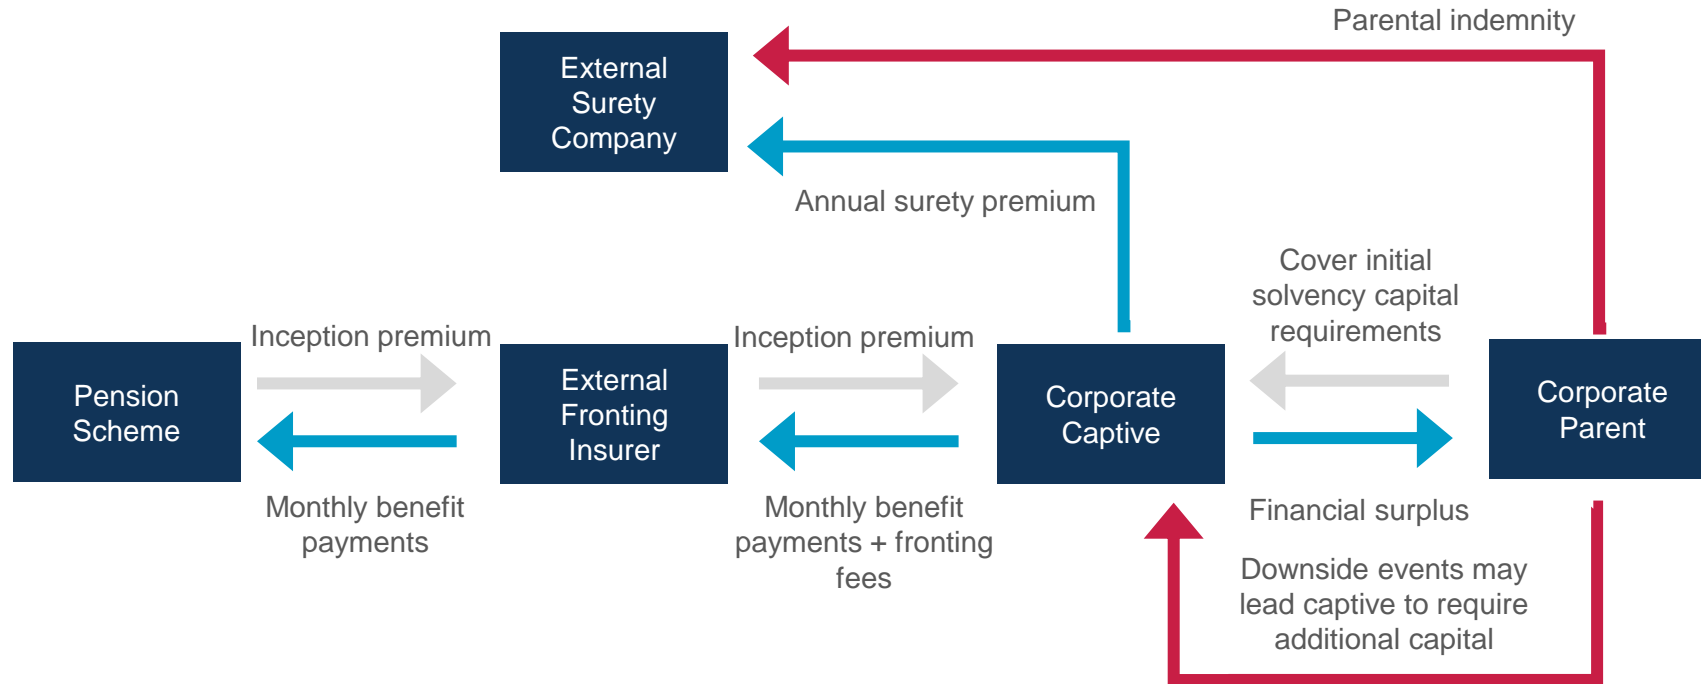 Parental indemnity
External
Surety
Company
Annual surety premium
Cover initial
solvency capital
requirements
Inception premium
Inception premium
Pension
Scheme
External
Fronting
Insurer
Corporate
Captive
Corporate
Parent
Monthly benefit
payments
Monthly benefit
payments + fronting
fees
Financial surplus
Downside events may
lead captive to require
additional capital